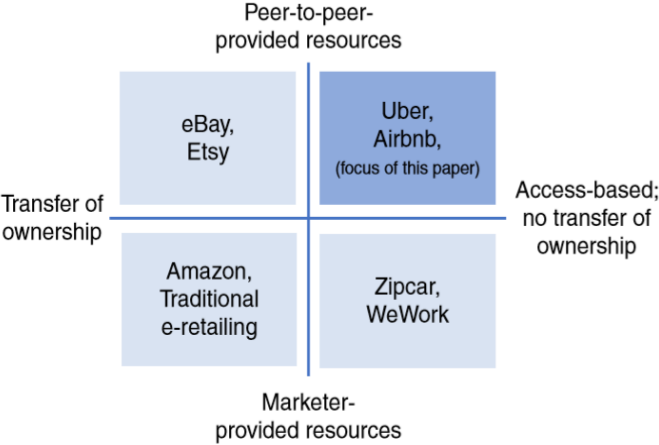 Peer-to-peer-
provided resources
eBay,
Etsy
Uber,
Airbnb,
(focus of this paper)
Transfer of
ownership
Access-based;
no transfer of
ownership
Amazon,
Traditional
e-retailing
Zipcar,
WeWork
Marketer-
provided resources